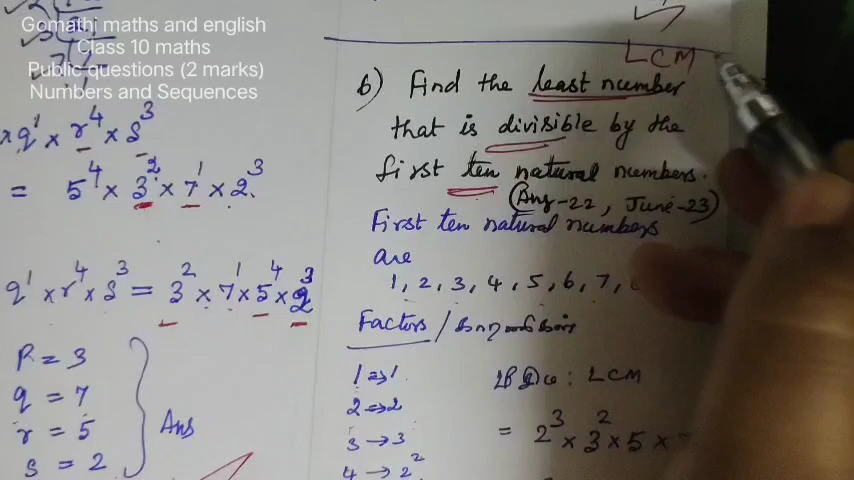 Gomathi maths and english
Class 10 maths
Public questions (2 marks)
Numbers and Sequences
× q¹ × r⁴ × s³
= 5⁴ × 3² × 7¹ × 2³.
q¹ × r⁴ × s³ = 3² × 7¹ × 5⁴ × 2³
P = 3
q = 7
r = 5
s = 2
Ans
LCM
6) Find the least number
that is divisible by the
first ten natural numbers.
(Aug-22, June-23)
First ten natural numbers
are
1, 2, 3, 4, 5, 6, 7,
Factors /
1 ⇒ 1.
2 ⇒ 2
3 → 3
4 → 2²
: LCM
= 2³ × 3² × 5 ×